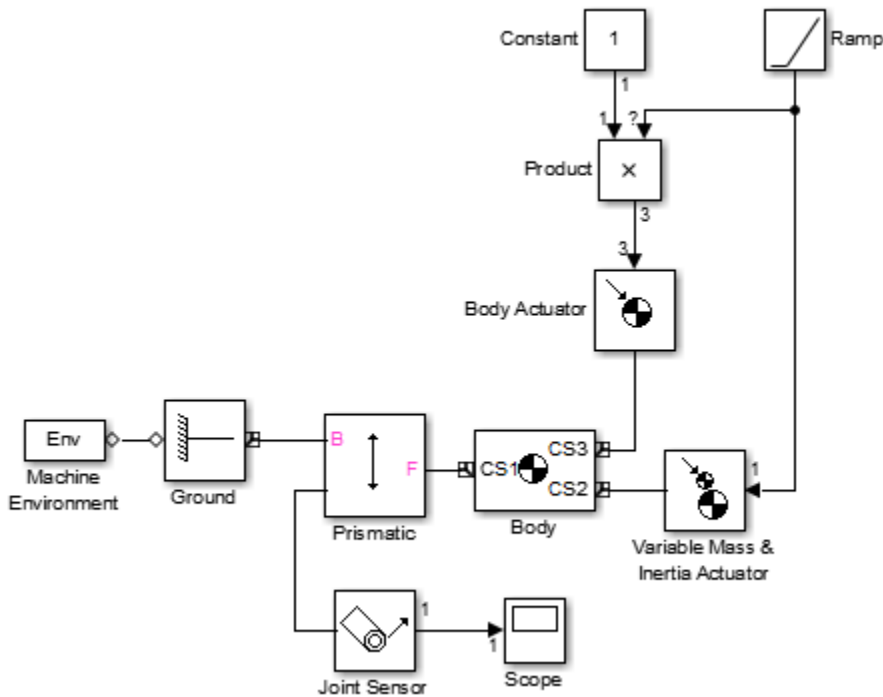 Constant
1
Ramp
1
1
?
Product
×
3
3
Body Actuator
Env
Machine
Environment
Ground
B
F
Prismatic
CS1
CS3
CS2
Body
1
Variable Mass &
Inertia Actuator
1
1
Joint Sensor
Scope